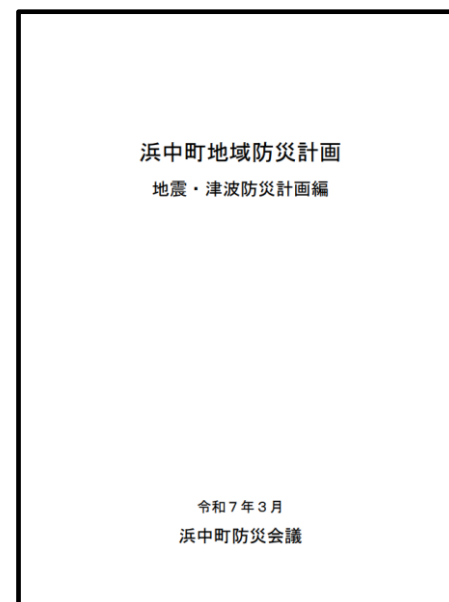 浜中町地域防災計画
地震・津波防災計画編
令和７年３月
浜中町防災会議